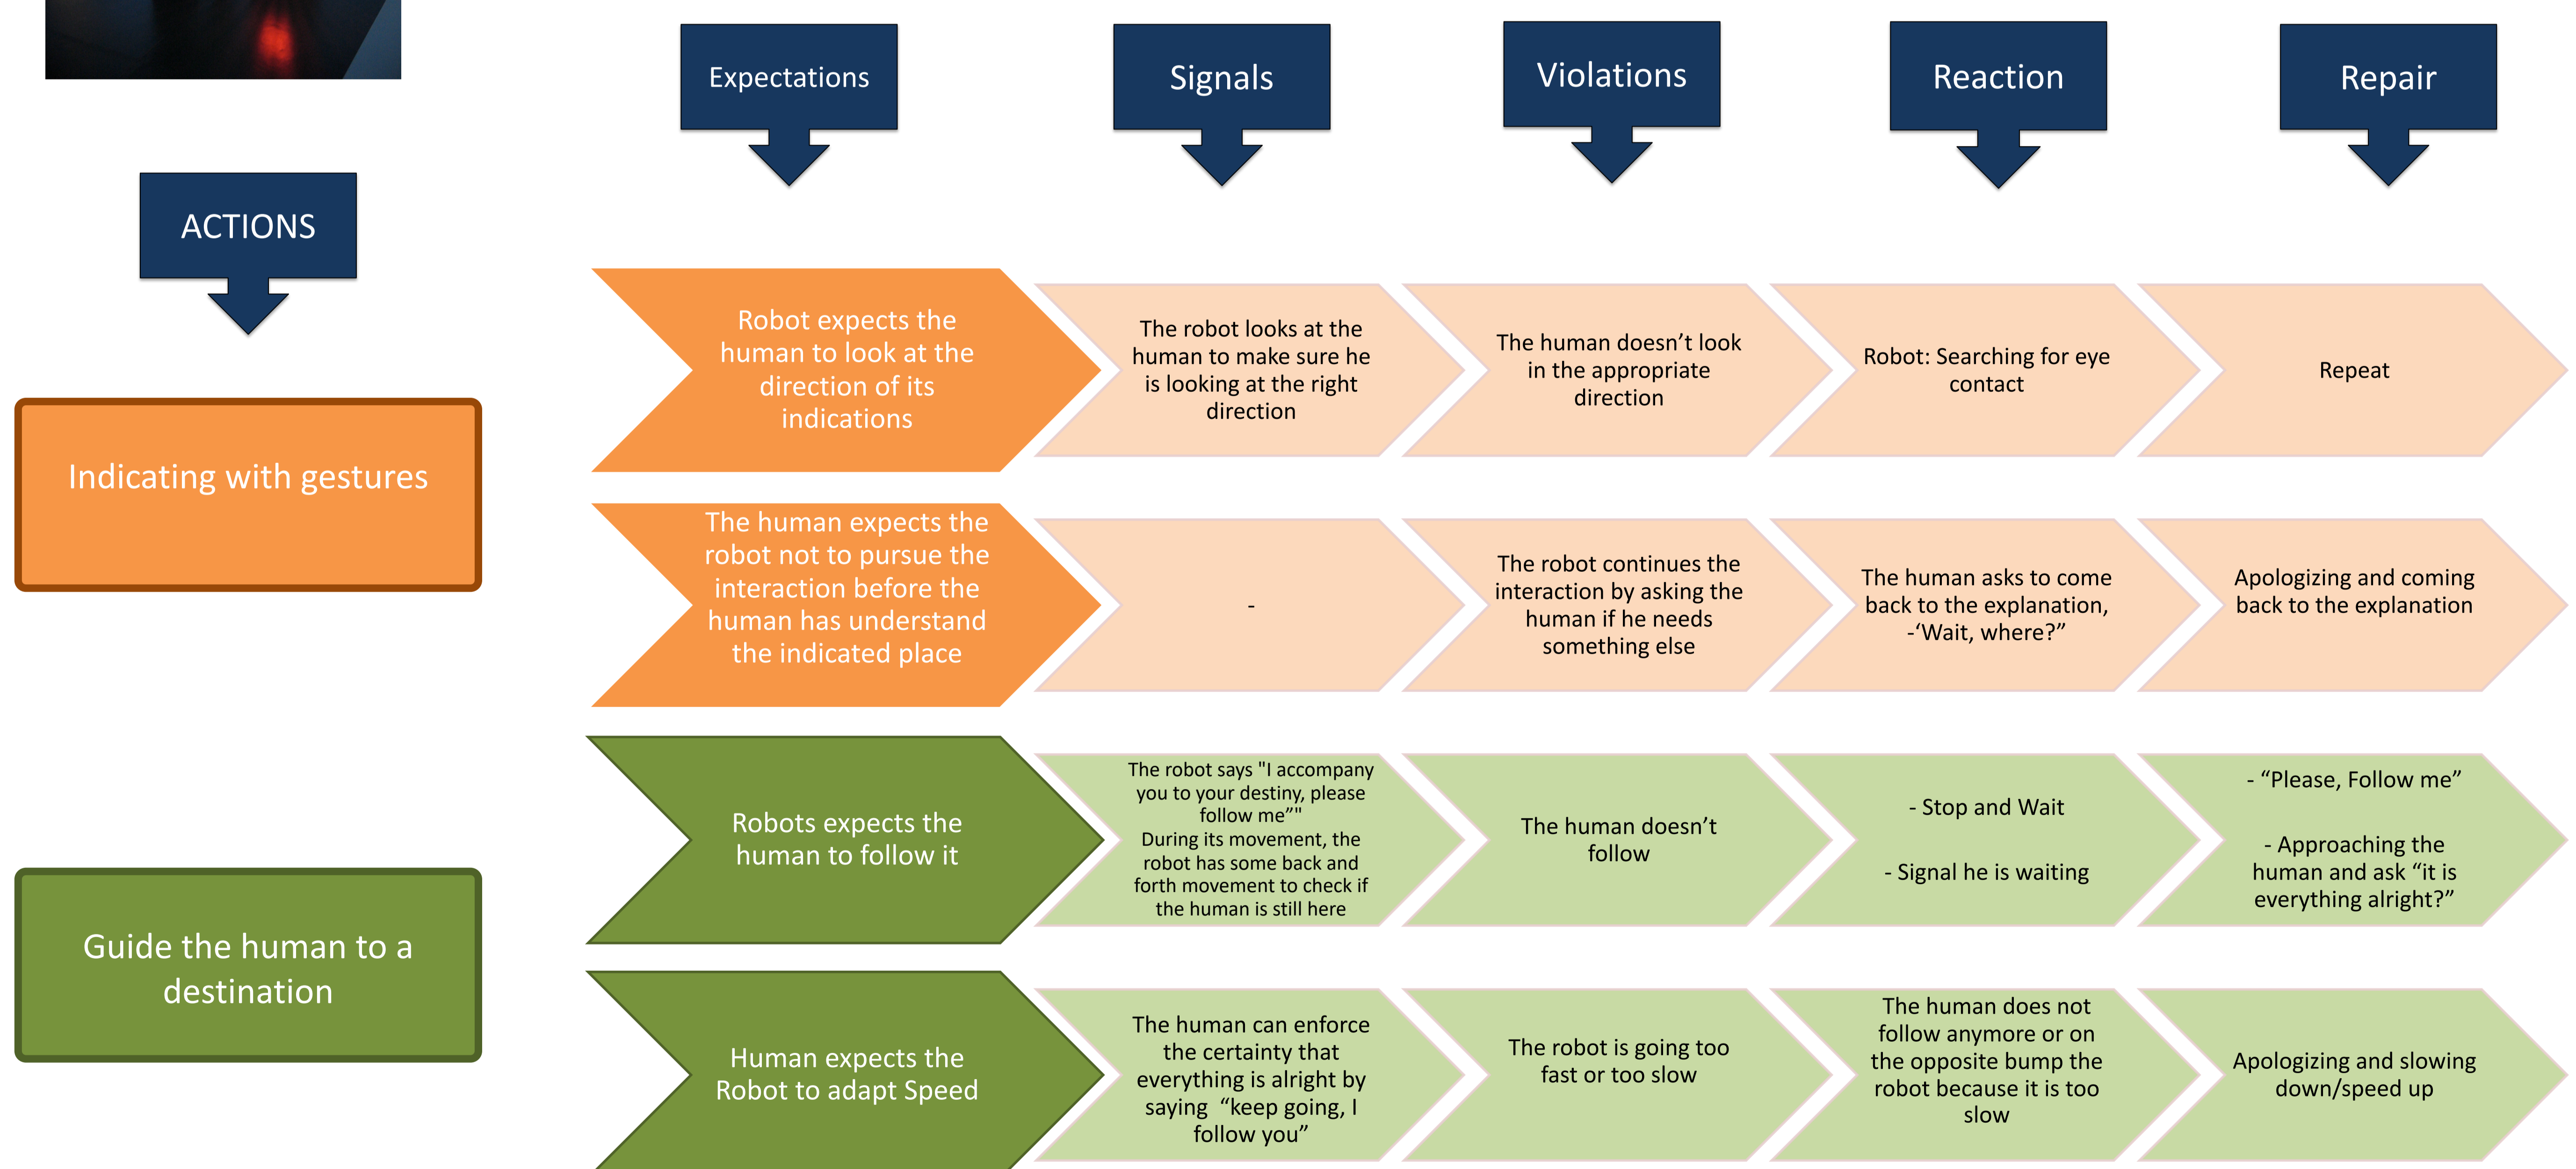 Expectations
Signals
Violations
Reaction
Repair
ACTIONS
Indicating with gestures
Robot expects the
human to look at the
direction of its
indications
The robot looks at the
human to make sure he
is looking at the right
direction
The human doesn’t look
in the appropriate
direction
Robot: Searching for eye
contact
Repeat
The human expects the
robot not to pursue the
interaction before the
human has understand
the indicated place
-
The robot continues the
interaction by asking the
human if he needs
something else
The human asks to come
back to the explanation,
-‘Wait, where?”
Apologizing and coming
back to the explanation
Guide the human to a
destination
Robots expects the
human to follow it
The robot says "I accompany
you to your destiny, please
follow me”"
During its movement, the
robot has some back and
forth movement to check if
the human is still here
The human doesn’t
follow
- Stop and Wait
- Signal he is waiting
- “Please, Follow me”
- Approaching the
human and ask “it is
everything alright?”
Human expects the
Robot to adapt Speed
The human can enforce
the certainty that
everything is alright by
saying “keep going, I
follow you”
The robot is going too
fast or too slow
The human does not
follow anymore or on
the opposite bump the
robot because it is too
slow
Apologizing and slowing
down/speed up